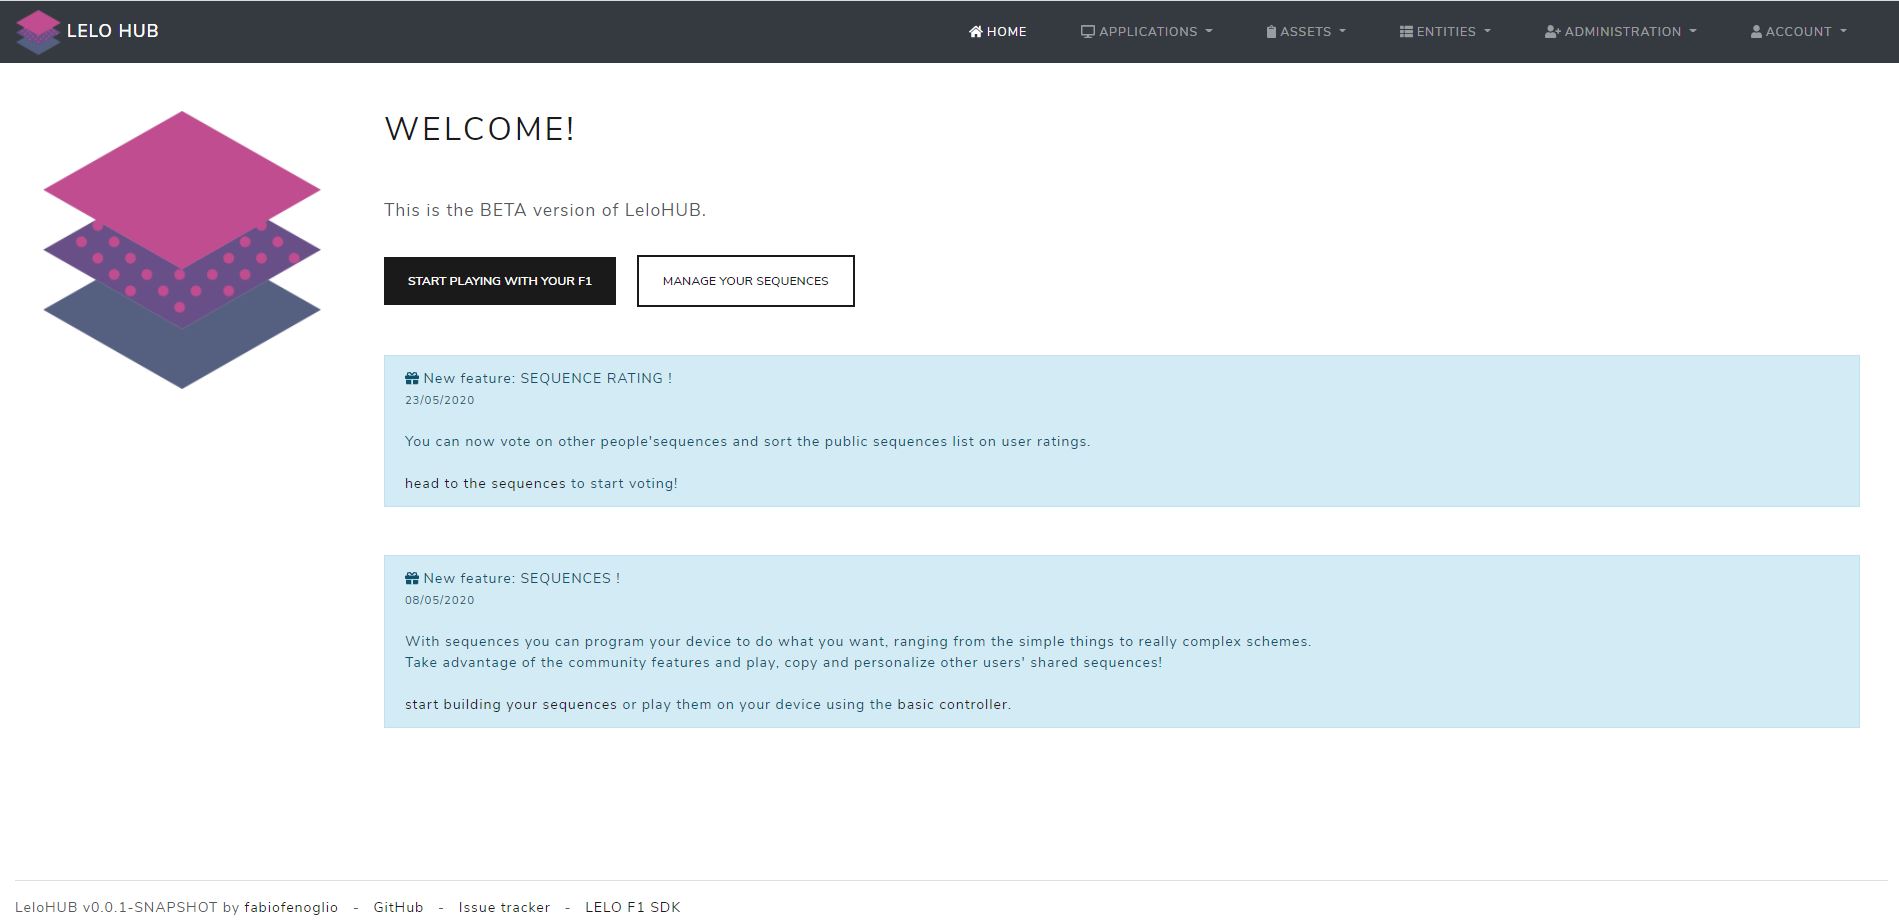 LELO HUB
HOME
APPLICATIONS
ASSETS
ENTITIES
ADMINISTRATION
ACCOUNT
WELCOME!
This is the BETA version of LeloHUB.
START PLAYING WITH YOUR F1
MANAGE YOUR SEQUENCES
New feature: SEQUENCE RATING !
23/05/2020
You can now vote on other people'sequences and sort the public sequences list on user ratings.
head to the sequences to start voting!
New feature: SEQUENCES !
08/05/2020
With sequences you can program your device to do what you want, ranging from the simple things to really complex schemes.
Take advantage of the community features and play, copy and personalize other users' shared sequences!
start building your sequences or play them on your device using the basic controller.
LeloHUB v0.0.1-SNAPSHOT by fabiofenoglio - GitHub - Issue tracker - LELO F1 SDK